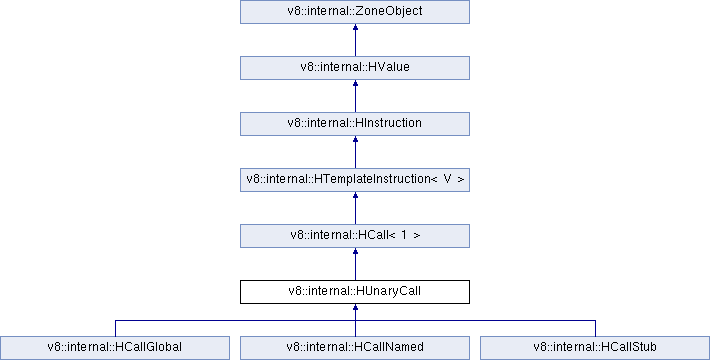 v8::internal::ZoneObject
v8::internal::HValue
v8::internal::HInstruction
v8::internal::HTemplateInstruction< V >
v8::internal::HCall< 1 >
v8::internal::HUnaryCall
v8::internal::HCallGlobal
v8::internal::HCallNamed
v8::internal::HCallStub